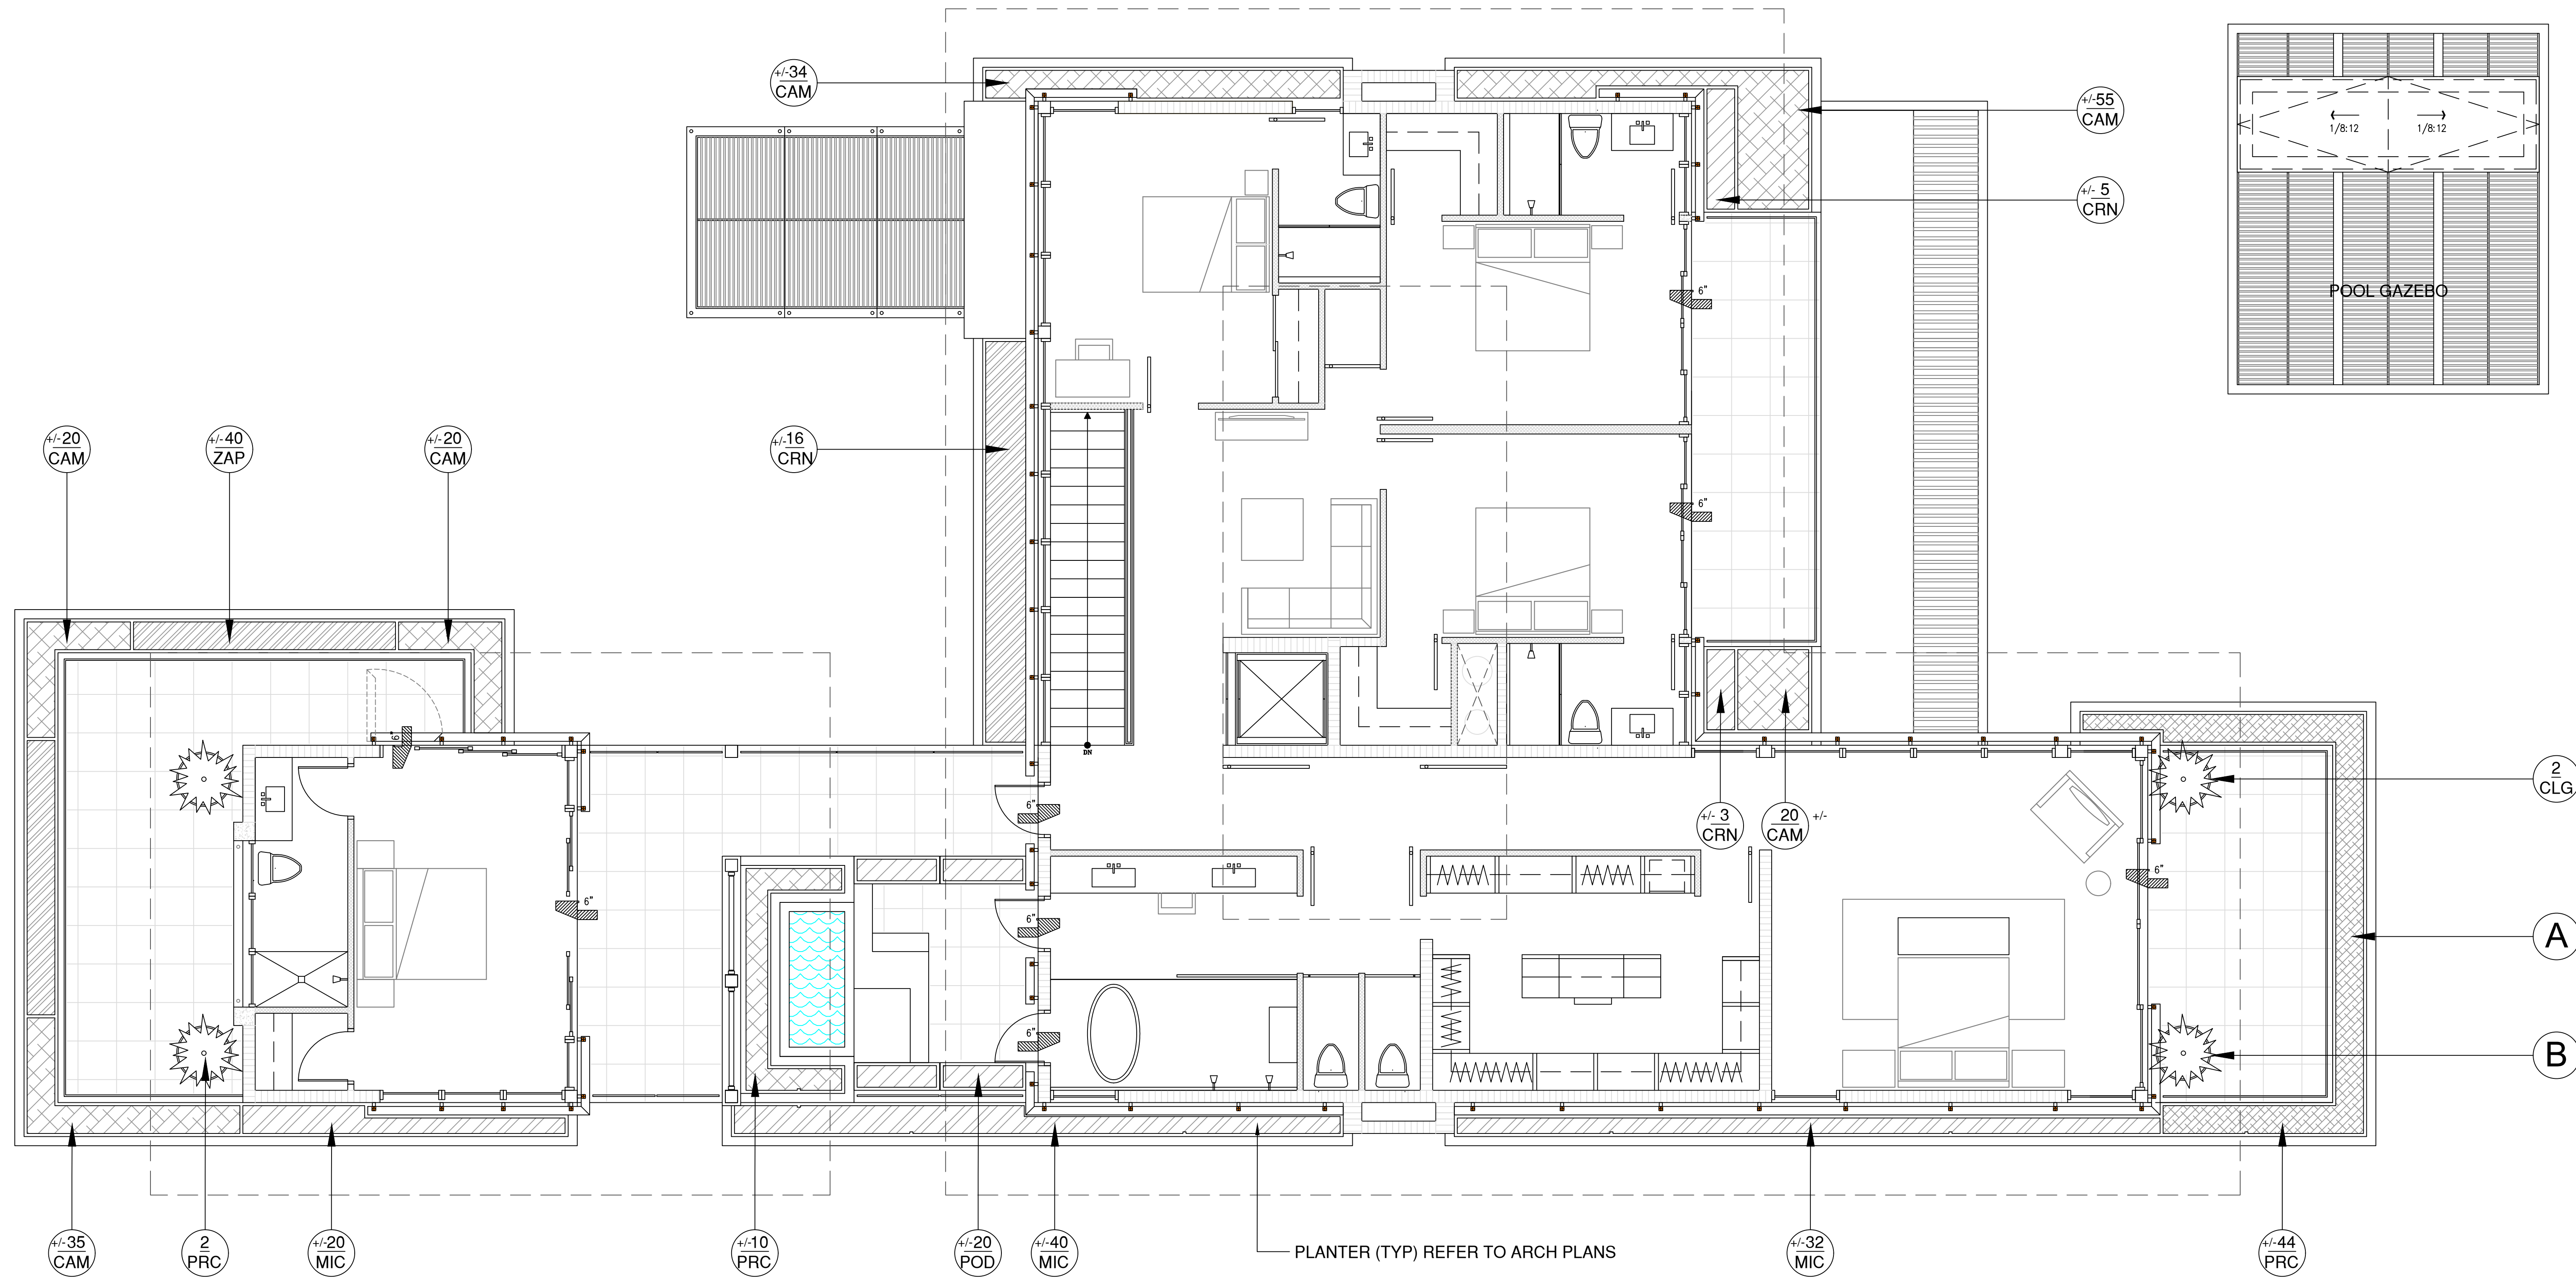 +/-34
CAM
+/-55
CAM
1/8:12
1/8:12
+/- 5
CRN
6"
POOL GAZEBO
+/-20
CAM
+/-40
ZAP
+/-20
CAM
+/-16
CRN
6"
6"
DN
2
CLG
6"
+/- 3
CRN
20 +/-
CAM
6"
6"
6"
A
6"
B
+/-35
CAM
2
PRC
+/-20
MIC
+/-10
PRC
+/-20
POD
+/-40
MIC
PLANTER (TYP) REFER TO ARCH PLANS
+/-32
MIC
+/-44
PRC